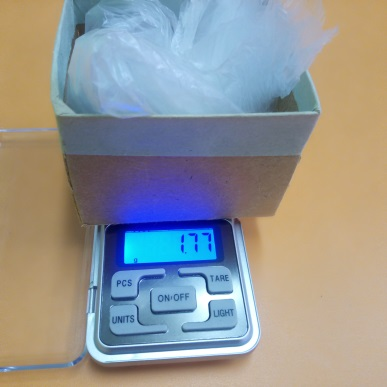 1.77
g
PCS
TARE
ON·OFF
UNITS
LIGHT